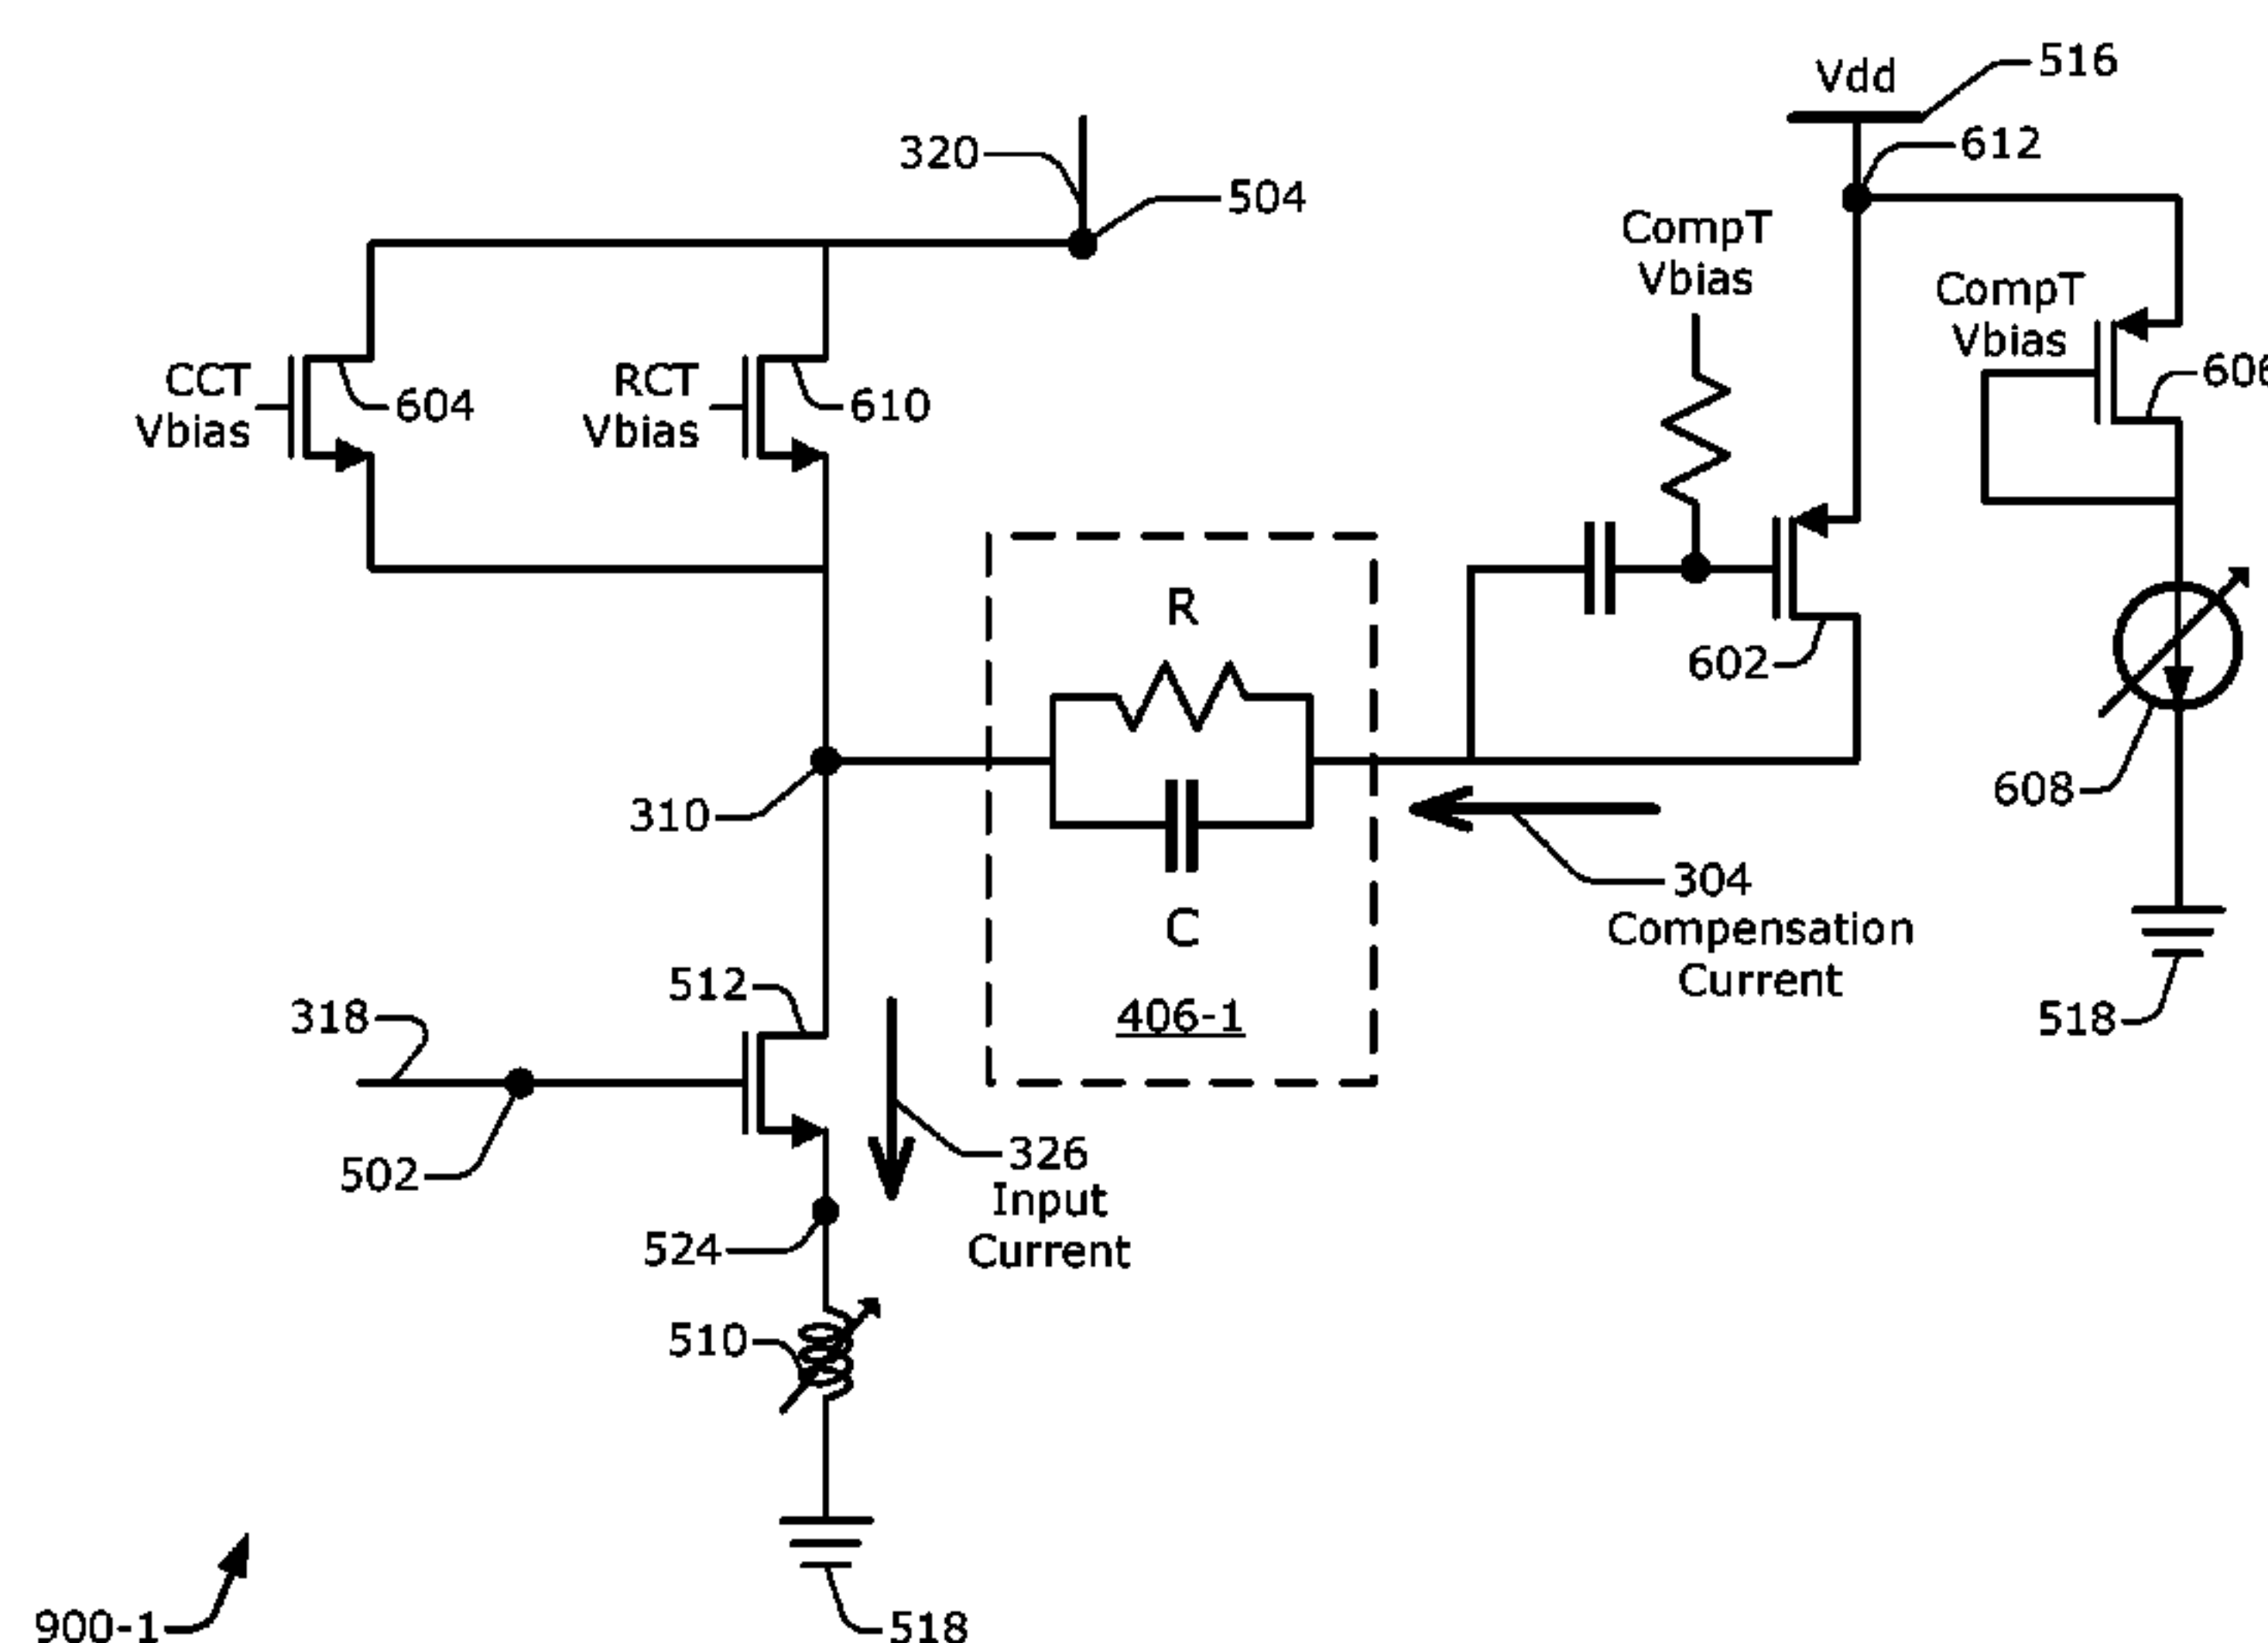 Vdd
516
612
320
504
CompT
Vbias
CompT
Vbias
CCT
Vbias
604
RCT
Vbias
610
606
R
602
310
608
C
304
Compensation
Current
406-1
512
318
518
502
326
Input
Current
524
510
518
900-1